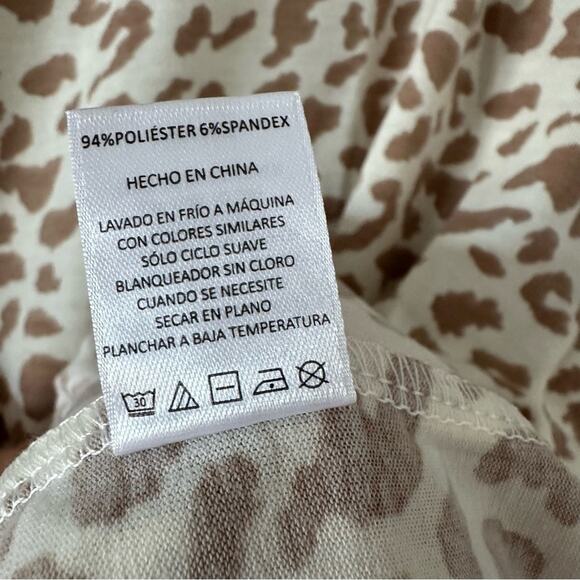 94%POLIÉSTER 6%SPANDEX
HECHO EN CHINA
LAVADO EN FRÍO A MÁQUINA
CON COLORES SIMILARES
SÓLO CICLO SUAVE
BLANQUEADOR SIN CLORO
CUANDO SE NECESITE
SECAR EN PLANO
PLANCHAR A BAJA TEMPERATURA
30